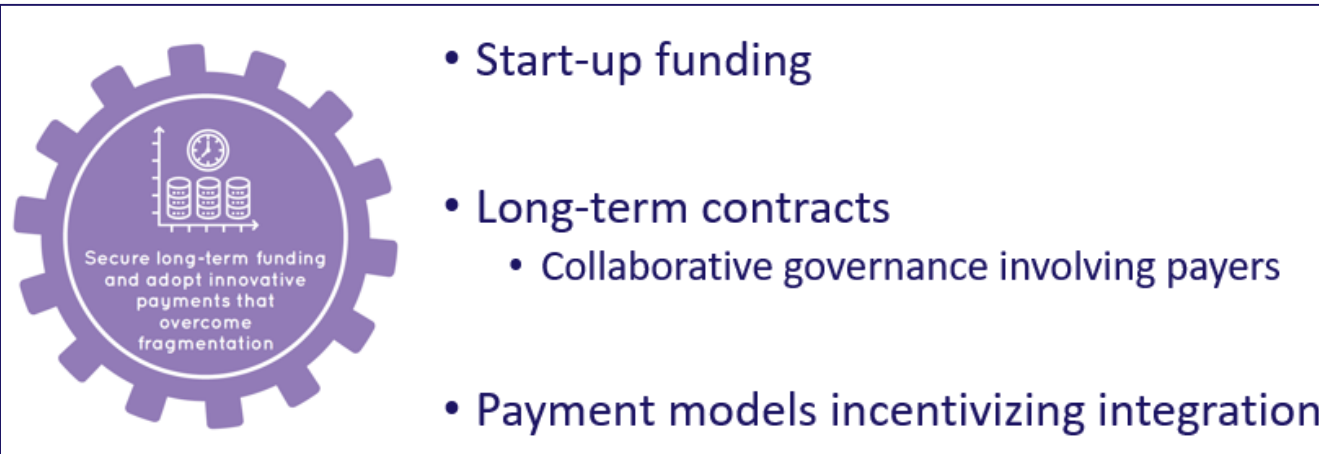 • Start-up funding
• Long-term contracts
• Collaborative governance involving payers
• Payment models incentivizing integration
Secure long-term funding
and adopt innovative
payments that
overcome
fragmentation